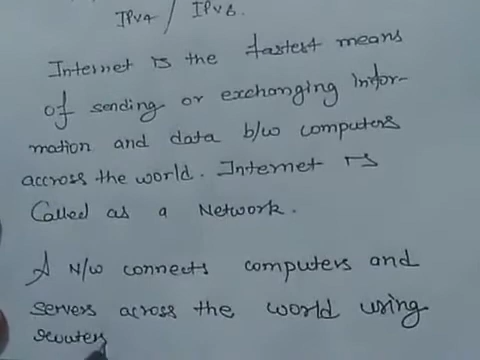 IPv4 / IPv6.
Internet is the fastest means
of sending or exchanging infor-
mation and data b/w computers
accross the world. Internet is
Called as a Network.
A N/w connects computers and
servers across the world using
routers